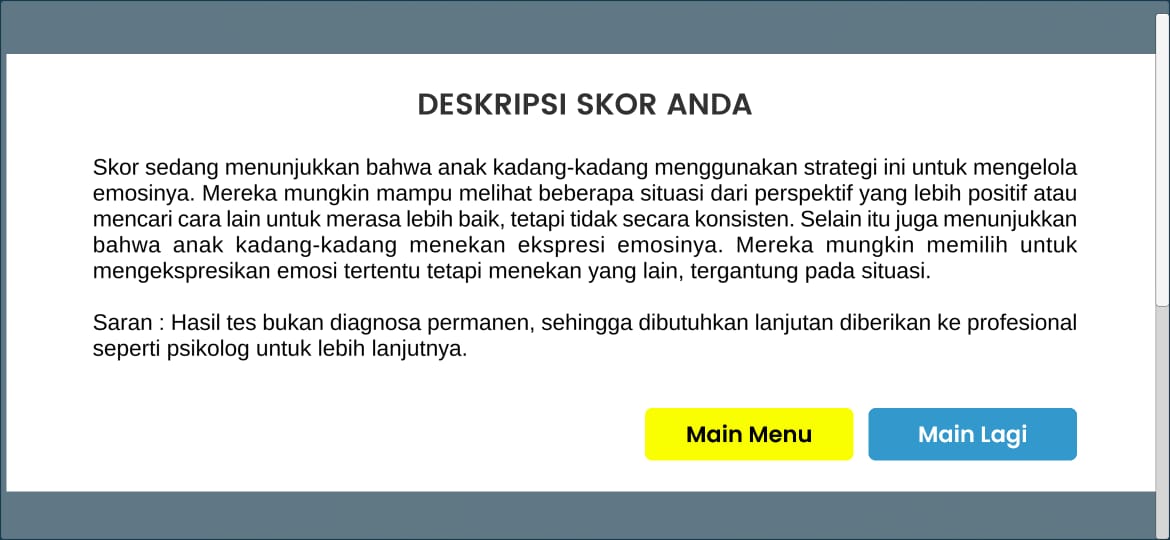 DESKRIPSI SKOR ANDA
Skor sedang menunjukkan bahwa anak kadang-kadang menggunakan strategi ini untuk mengelola
emosinya. Mereka mungkin mampu melihat beberapa situasi dari perspektif yang lebih positif atau
mencari cara lain untuk merasa lebih baik, tetapi tidak secara konsisten. Selain itu juga menunjukkan
bahwa anak kadang-kadang menekan ekspresi emosinya. Mereka mungkin memilih untuk
mengekspresikan emosi tertentu tetapi menekan yang lain, tergantung pada situasi.
Saran : Hasil tes bukan diagnosa permanen, sehingga dibutuhkan lanjutan diberikan ke profesional
seperti psikolog untuk lebih lanjutnya.
Main Menu
Main Lagi